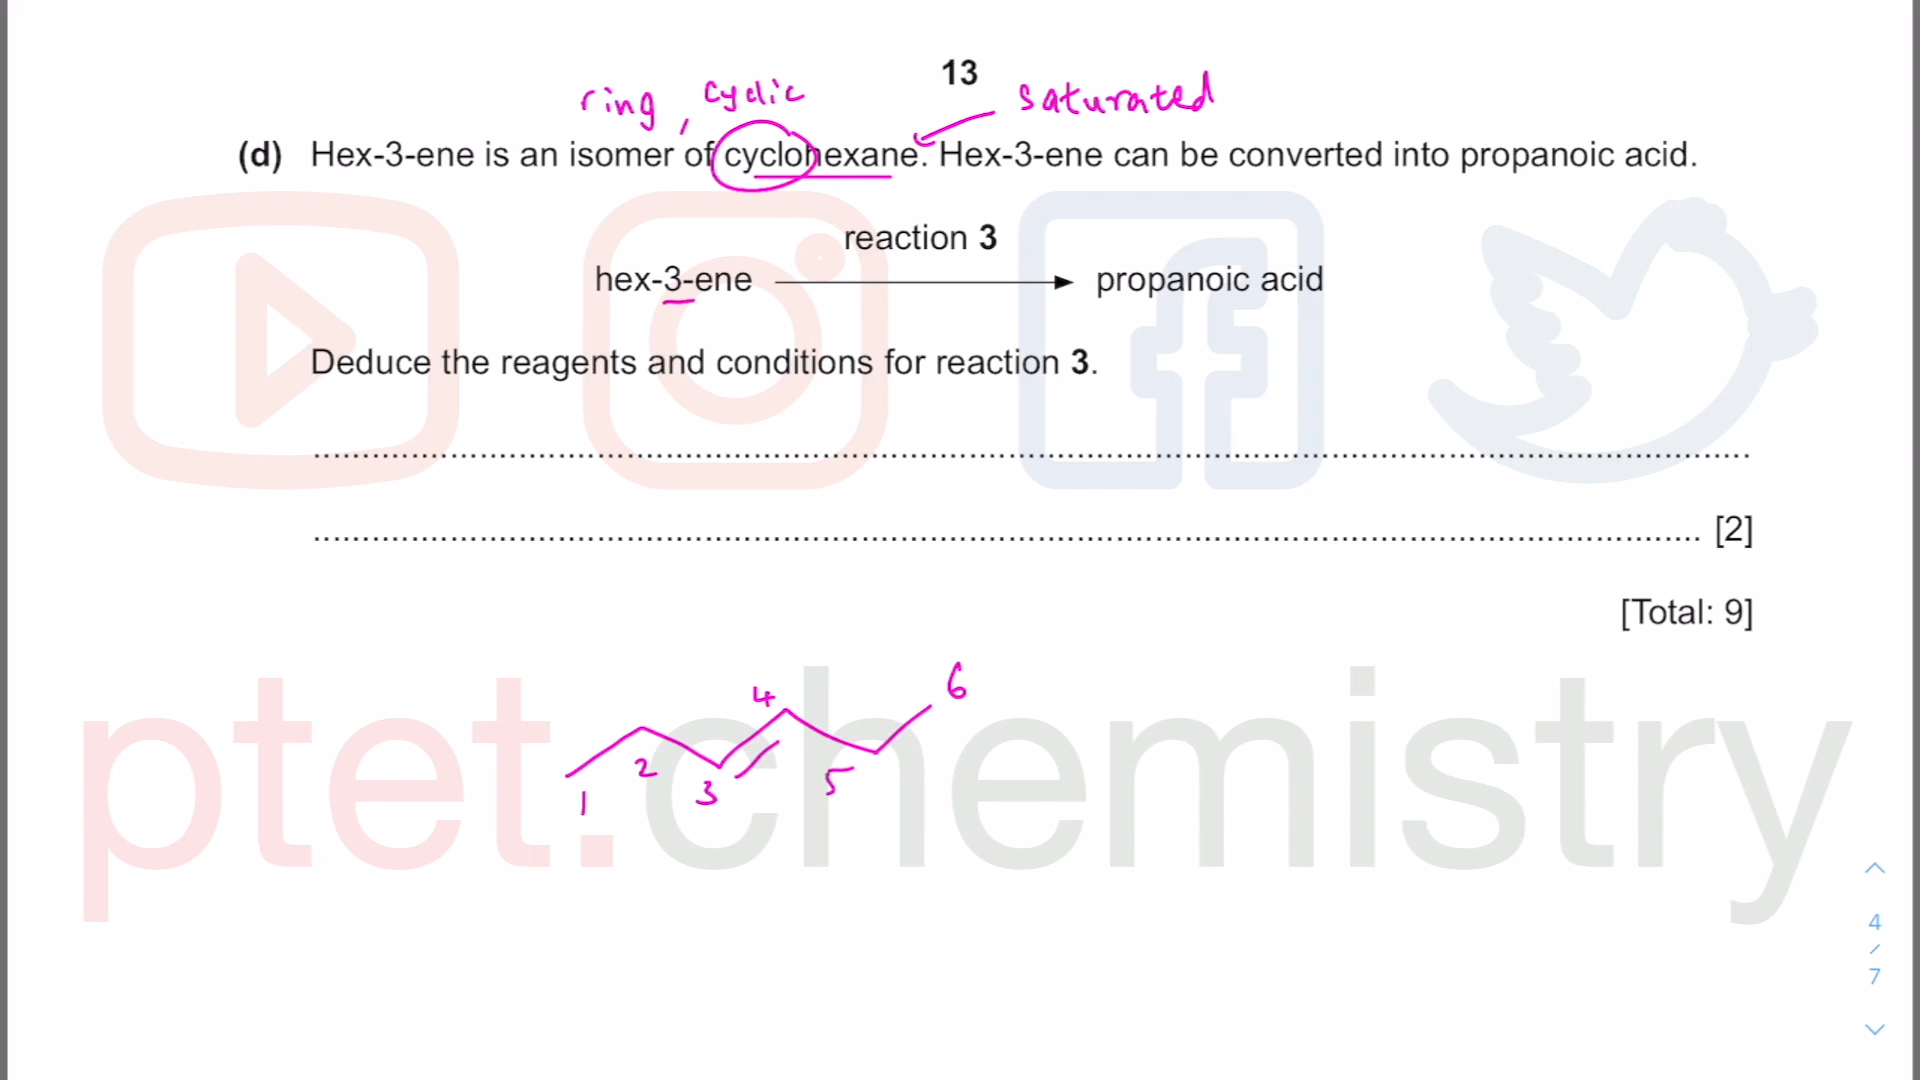 13
ring, cyclic
saturated
(d) Hex-3-ene is an isomer of cyclohexane. Hex-3-ene can be converted into propanoic acid.
reaction 3
hex-3-ene propanoic acid
Deduce the reagents and conditions for reaction 3.
[2]
[Total: 9]
1 2 3 4 5 6
ptet.chemistry
4
/
7